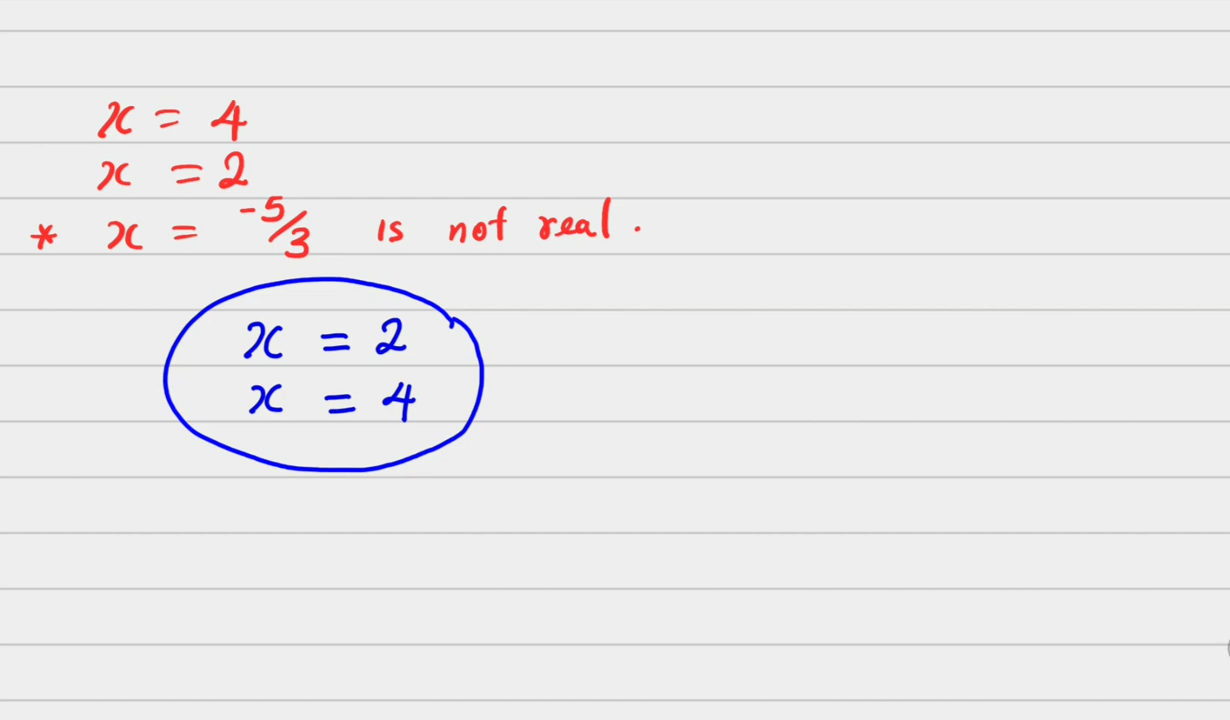 x = 4
x = 2
* x = -5/3 is not real.
x = 2
x = 4